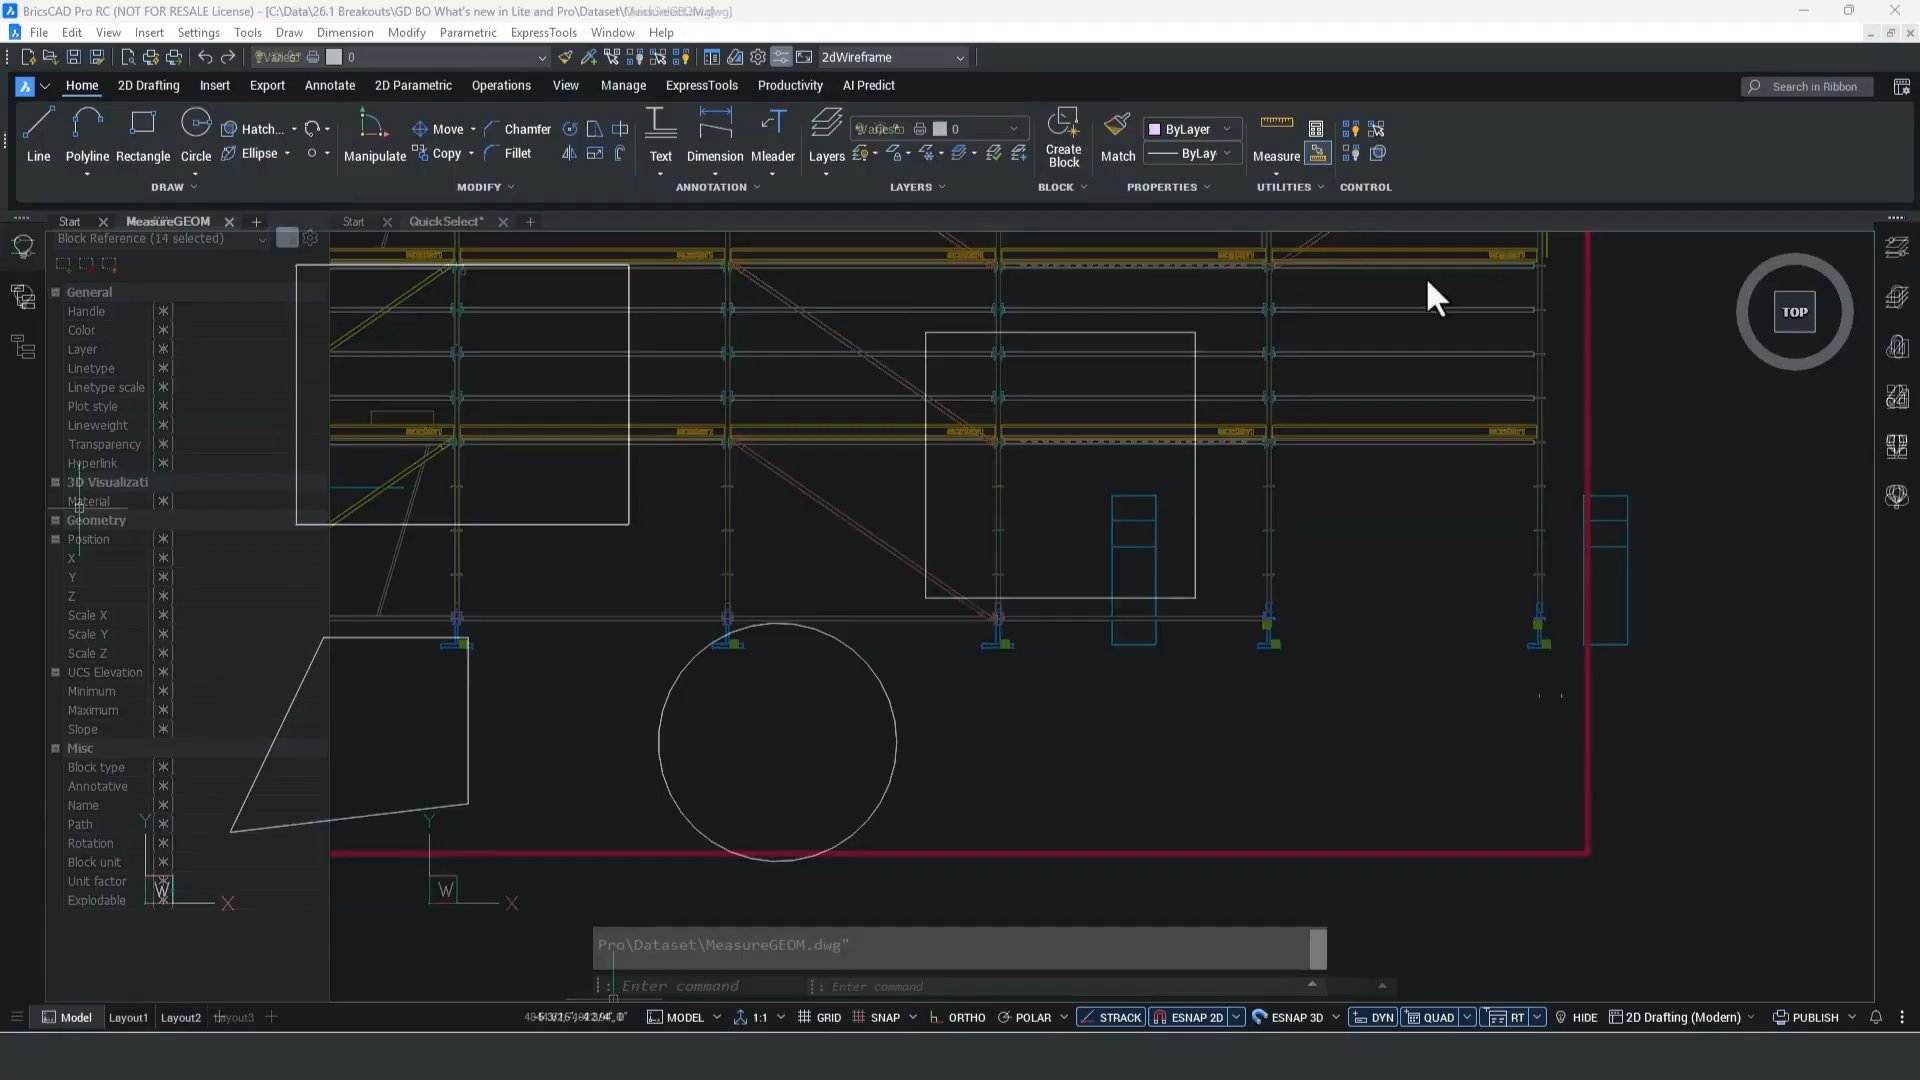 BricsCAD Pro RC (NOT FOR RESALE License) - [C:\Data\26.1 Breakouts\GD BO What's new in Lite and Pro\Dataset\
File Edit View Insert Settings Tools Draw Dimension Modify Parametric ExpressTools Window Help
0 2dWireframe
Home 2D Drafting Insert Export Annotate 2D Parametric Operations View Manage ExpressTools Productivity AI Predict Search in Ribbon
Hatch... Move Chamfer 0 ByLayer
Ellipse Copy Fillet ByLay
Line Polyline Rectangle Circle Manipulate Text Dimension Mleader Layers Create Block Match Measure
DRAW MODIFY ANNOTATION LAYERS BLOCK PROPERTIES UTILITIES CONTROL
Start MeasureGEOM Start QuickSelect*
Block Reference (14 selected)
General
Handle
Color
Layer
Linetype
Linetype scale
Plot style
Lineweight
Transparency
Hyperlink
3D Visualizati
Material
Geometry
Position
X
Y
Z
Scale X
Scale Y
Scale Z
UCS Elevation
Minimum
Maximum
Slope
Misc
Block type
Annotative
Name
Path
Rotation
Block unit
Unit factor
Explodable
TOP
Y
W
X
Y
W
X
Pro\Dataset\MeasureGEOM.dwg"
: Enter command : Enter command
Model Layout1 Layout2 Layout3 MODEL 1:1 GRID SNAP ORTHO POLAR STRACK ESNAP 2D ESNAP 3D DYN QUAD RT HIDE 2D Drafting (Modern) PUBLISH